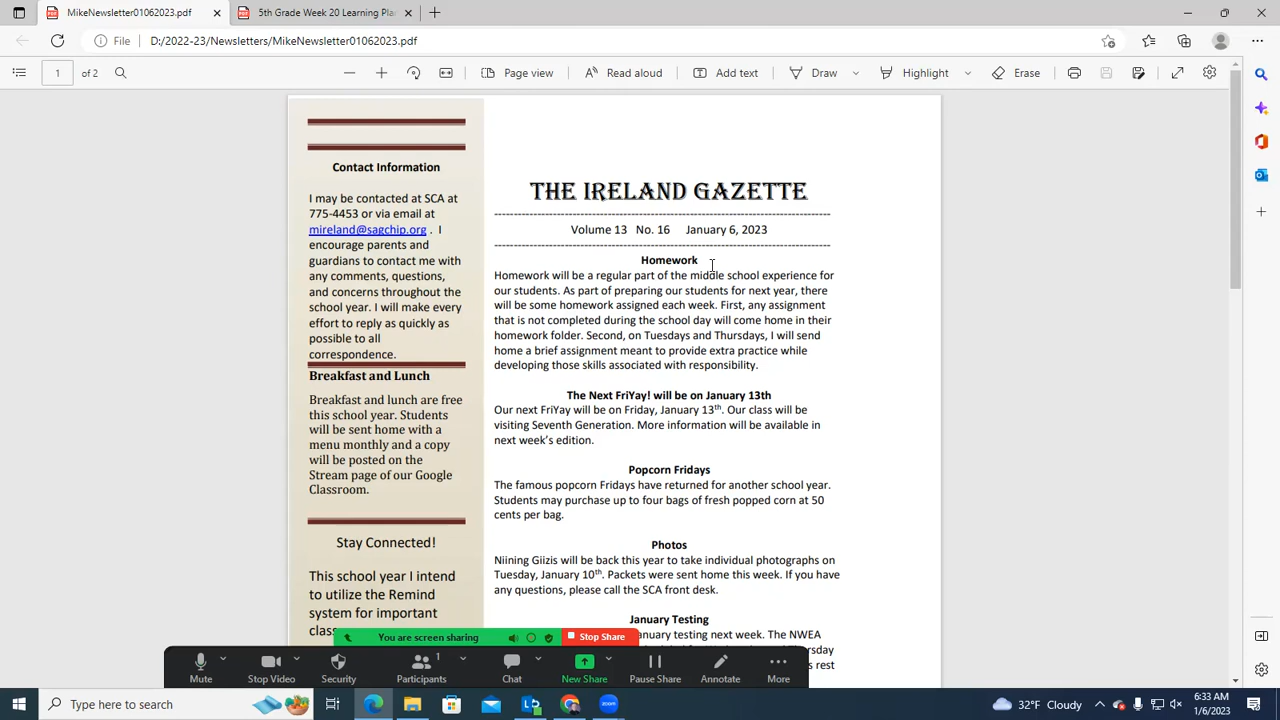 MikeNewsletter01062023.pdf
5th Grade Week 20 Learning Pla
File
D:/2022-23/Newsletters/MikeNewsletter01062023.pdf
1
of 2
Page view
Read aloud
Add text
Draw
Highlight
Erase
Contact Information
I may be contacted at SCA at
775-4453 or via email at
mireland@sagchip.org . I
encourage parents and
guardians to contact me with
any comments, questions,
and concerns throughout the
school year. I will make every
effort to reply as quickly as
possible to all
correspondence.
Breakfast and Lunch
Breakfast and lunch are free
this school year. Students
will be sent home with a
menu monthly and a copy
will be posted on the
Stream page of our Google
Classroom.
Stay Connected!
This school year I intend
to utilize the Remind
system for important
THE IRELAND GAZETTE
Volume 13 No. 16 January 6, 2023
Homework
Homework will be a regular part of the middle school experience for
our students. As part of preparing our students for next year, there
will be some homework assigned each week. First, any assignment
that is not completed during the school day will come home in their
homework folder. Second, on Tuesdays and Thursdays, I will send
home a brief assignment meant to provide extra practice while
developing those skills associated with responsibility.
The Next FriYay! will be on January 13th
Our next FriYay will be on Friday, January 13th. Our class will be
visiting Seventh Generation. More information will be available in
next week's edition.
Popcorn Fridays
The famous popcorn Fridays have returned for another school year.
Students may purchase up to four bags of fresh popped corn at 50
cents per bag.
Photos
Niining Giizis will be back this year to take individual photographs on
Tuesday, January 10th. Packets were sent home this week. If you have
any questions, please call the SCA front desk.
January Testing
anuary testing next week. The NWEA
s rest
You are screen sharing
Stop Share
Mute
Stop Video
Security
1
Participants
Chat
New Share
Pause Share
Annotate
More
Type here to search
32°F Cloudy
6:33 AM
1/6/2023